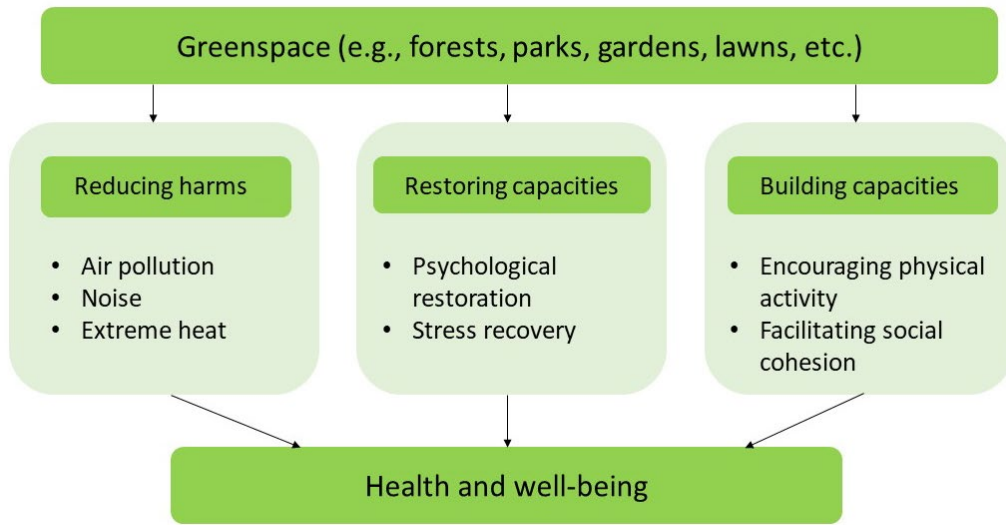 Greenspace (e.g., forests, parks, gardens, lawns, etc.)
Reducing harms
• Air pollution
• Noise
• Extreme heat
Restoring capacities
• Psychological
restoration
• Stress recovery
Building capacities
• Encouraging physical
activity
• Facilitating social
cohesion
Health and well-being